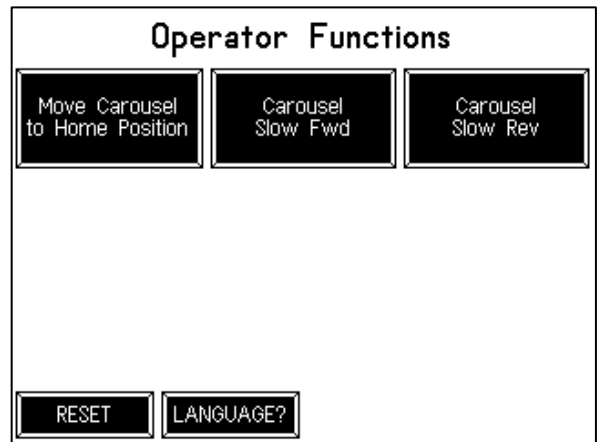 Operator Functions
Move Carousel
to Home Position
Carousel
Slow Fwd
Carousel
Slow Rev
RESET
LANGUAGE?